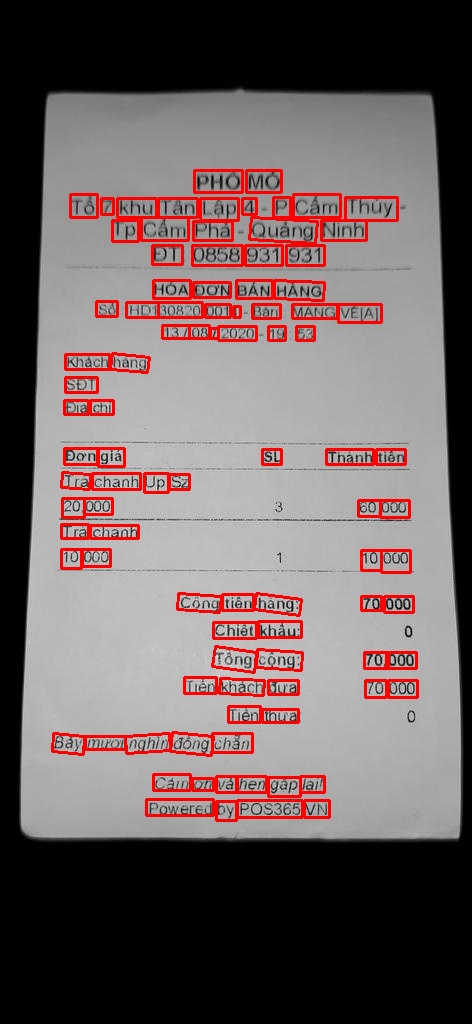 PHỐ MỎ
Tổ 7 khu Tân Lập 4 - P Cẩm Thủy -
Tp Cẩm Phả - Quảng Ninh
ĐT 0858 931 931
HÓA ĐƠN BÁN HÀNG
Số: HD130820 001 - Bàn: MANG VỀ[A]
13/08/2020 - 19:53
Khách hàng
SĐT
Địa chỉ
Đơn giá SL Thành tiền
Trà chanh Up Sz
20,000 3 60,000
Trà chanh
10,000 1 10,000
Cộng tiền hàng: 70,000
Chiết khấu: 0
Tổng cộng: 70,000
Tiền khách đưa 70,000
Tiền thừa 0
Bảy mươi nghìn đồng chẵn
Cảm ơn và hẹn gặp lại!
Powered by POS365.VN